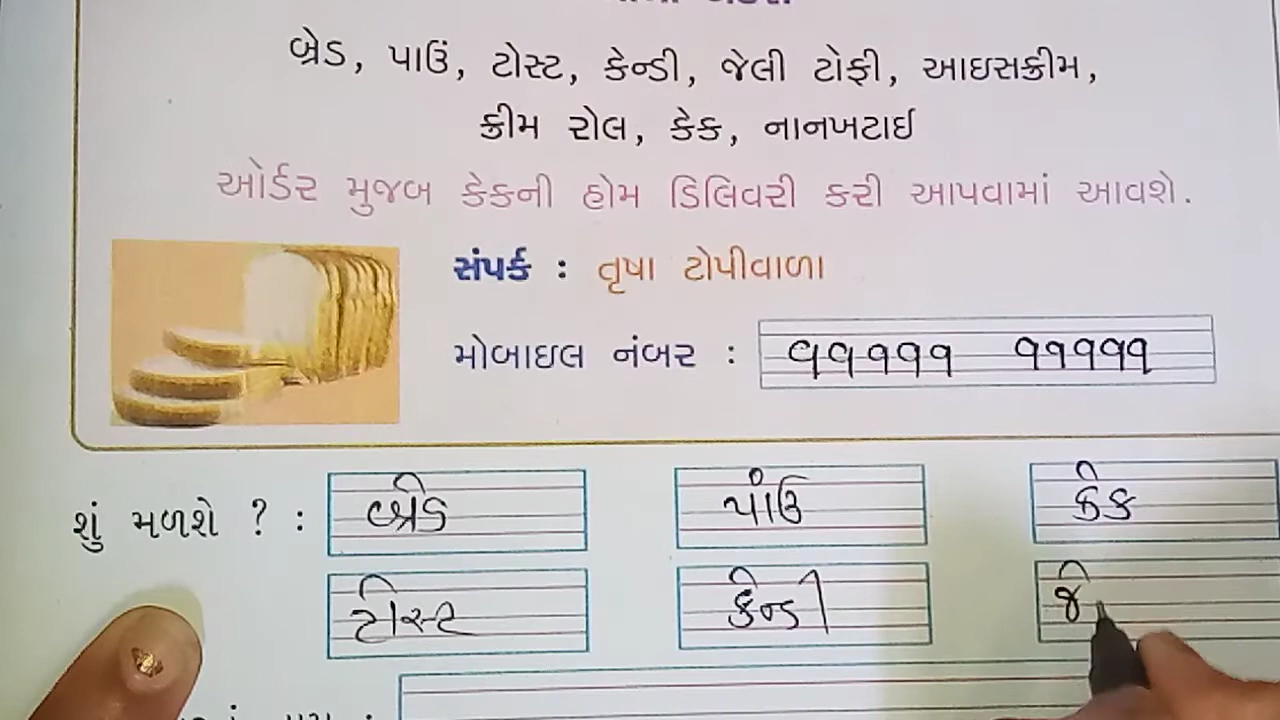 બ્રેડ, પાઉં, ટોસ્ટ, કેન્ડી, જેલી ટોફી, આઇસક્રીમ,
ક્રીમ રોલ, કેક, નાનખટાઈ
ઓર્ડર મુજબ કેકની હોમ ડિલિવરી કરી આપવામાં આવશે.
સંપર્ક : તૃષા ટોપીવાળા
મોબાઇલ નંબર : ૧૧૧૧૧ ૧૧૧૧૧
શું મળશે ? : બ્રેડ પાંઉ કેક
ટોસ્ટ કેન્ડી જે